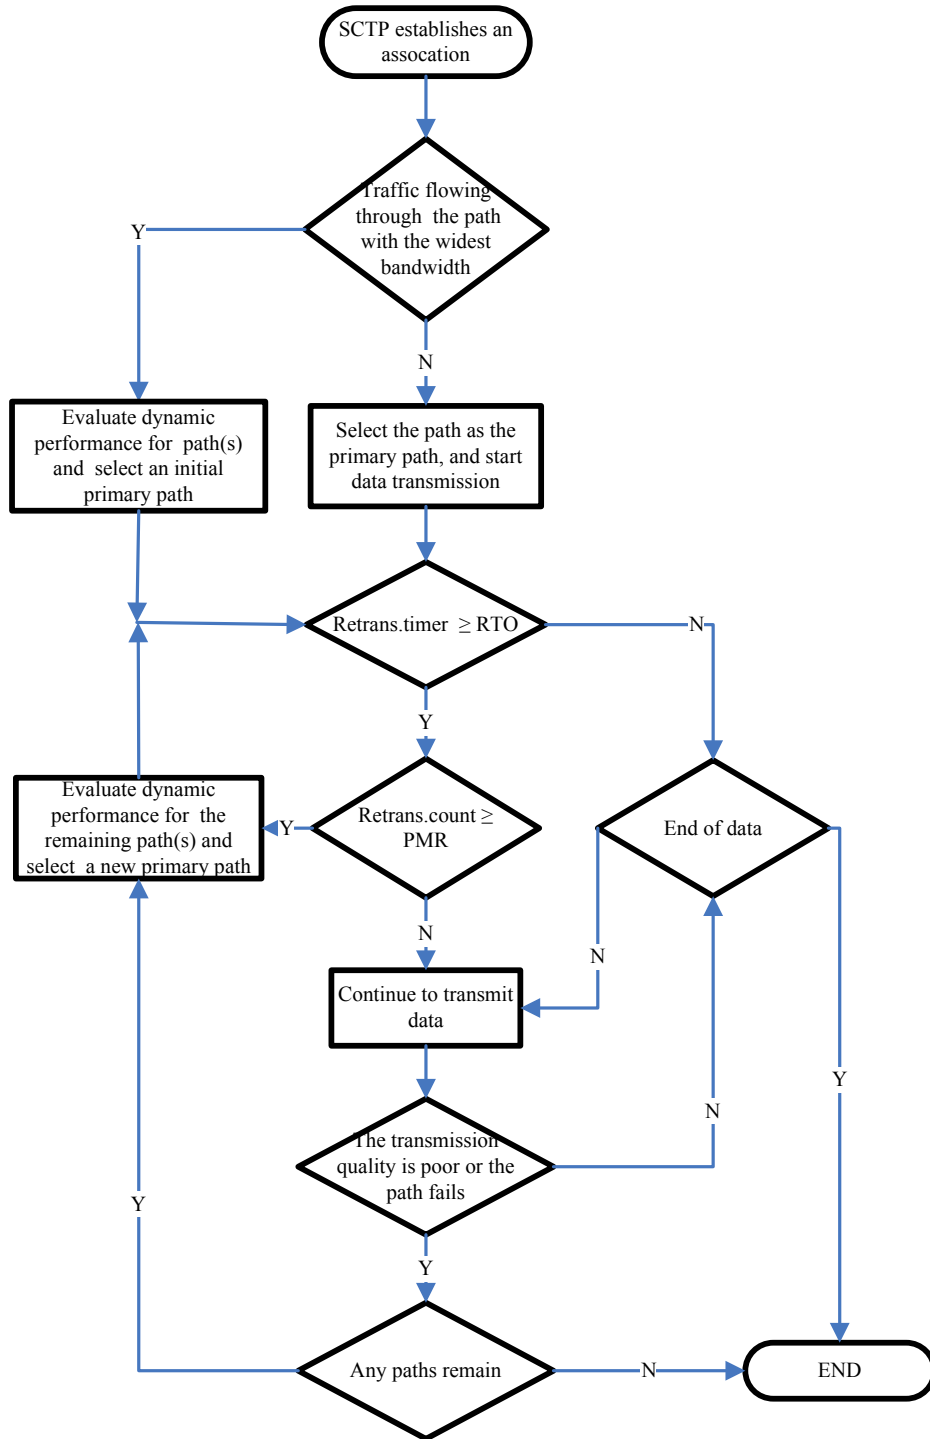 SCTP establishes an
assocation
Traffic flowing
through the path
with the widest
bandwidth
Y
N
Evaluate dynamic
performance for path(s)
and select an initial
primary path
Select the path as the
primary path, and start
data transmission
Retrans.timer ≥ RTO
N
Y
Evaluate dynamic
performance for the
remaining path(s) and
select a new primary path
Y
Retrans.count ≥
PMR
End of data
N
N
Continue to transmit
data
Y
N
The transmission
quality is poor or the
path fails
Y
Y
Any paths remain
N
END